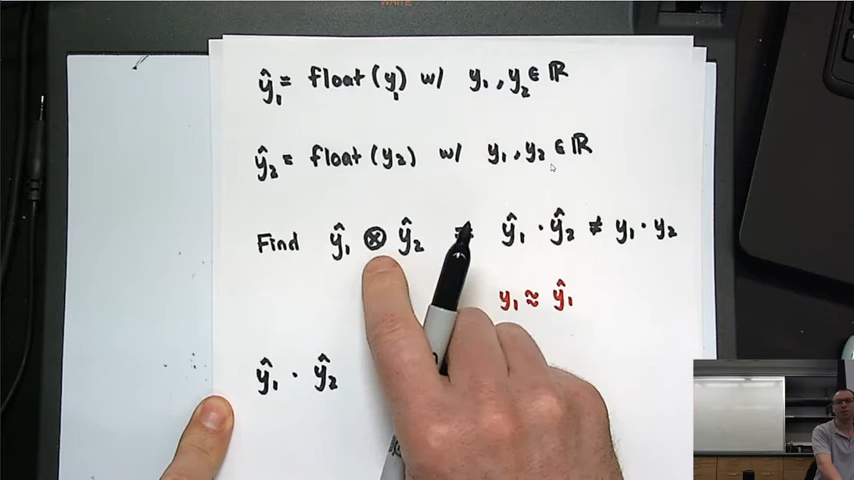 WAITE
ŷ₁ = float(y₁) w/ y₁, y₂ ∈ ℝ
ŷ₂ = float(y₂) w/ y₁, y₂ ∈ ℝ
Find ŷ₁ ⊗ ŷ₂ ≠ ŷ₁ · ŷ₂ ≠ y₁ · y₂
y₁ ≈ ŷ₁
ŷ₁ · ŷ₂